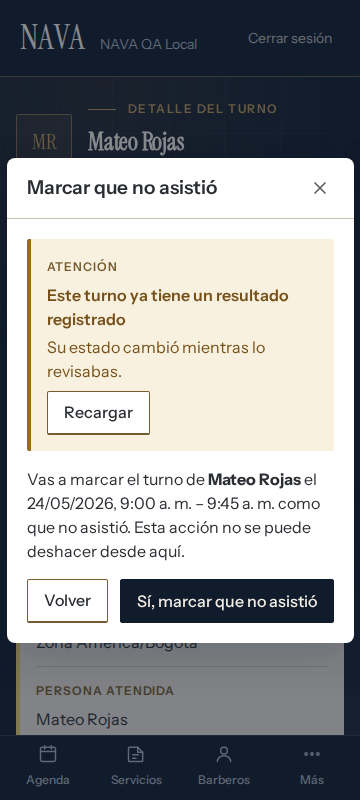 NAVA NAVA QA Local Cerrar sesión
DETALLE DEL TURNO
MR Mateo Rojas
Marcar que no asistió
ATENCIÓN
Este turno ya tiene un resultado
registrado
Su estado cambió mientras lo
revisabas.
Recargar
Vas a marcar el turno de Mateo Rojas el
24/05/2026, 9:00 a. m. – 9:45 a. m. como
que no asistió. Esta acción no se puede
deshacer desde aquí.
Volver Sí, marcar que no asistió
Zona América/Bogotá
PERSONA ATENDIDA
Mateo Rojas
Agenda Servicios Barberos Más